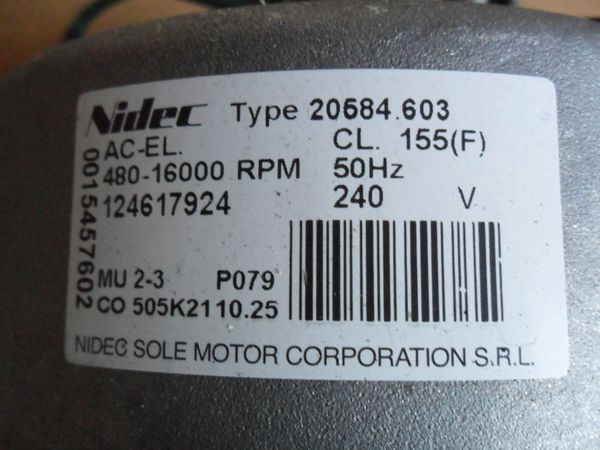 Nidec Type 20584.603
AC-EL. CL. 155(F)
480-16000 RPM 50Hz
124617924 240 V
0015457602
MU 2-3 P079
CO 505K2110.25
NIDEC SOLE MOTOR CORPORATION S.R.L.